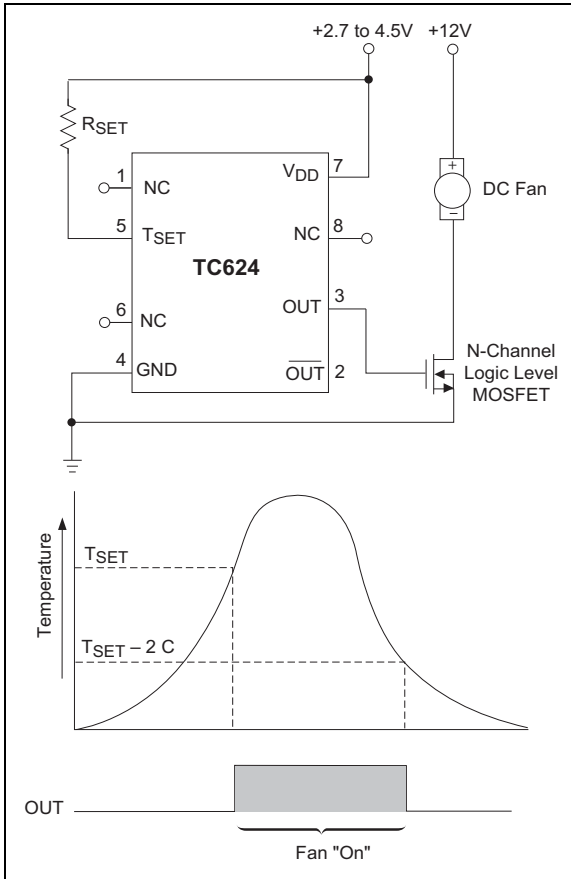 +2.7 to 4.5V
+12V
RSET
1
NC
VDD
7
+
DC Fan
–
5
TSET
NC
8
TC624
6
NC
OUT
3
4
GND
OUT
2
N-Channel
Logic Level
MOSFET
Temperature
TSET
TSET – 2 C
OUT
Fan "On"